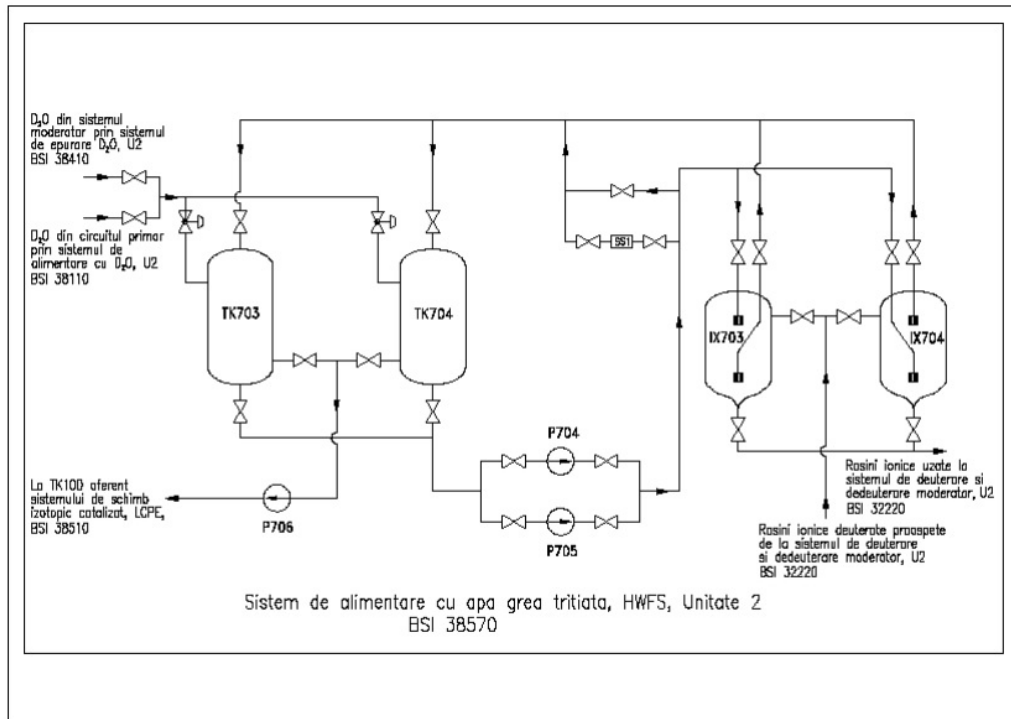 D₂O din sistemul
moderator prin sistemul
de epurare D₂O, U2
BSI 38410
D₂O din circuitul primar
prin sistemul de
alimentare cu D₂O, U2
BSI 38110
TK703
TK704
SS1
IX703
IX704
P704
P705
P706
La TK100 aferent
sistemului de schimb
izotopic catalizat, LCPE,
BSI 38510
Rasini ionice uzate la
sistemul de deuterare si
dedeuterare moderator, U2
BSI 32220
Rasini ionice deuterate proaspete
de la sistemul de deuterare
si dedeuterare moderator, U2
BSI 32220
Sistem de alimentare cu apa grea tritiata, HWFS, Unitate 2
BSI 38570